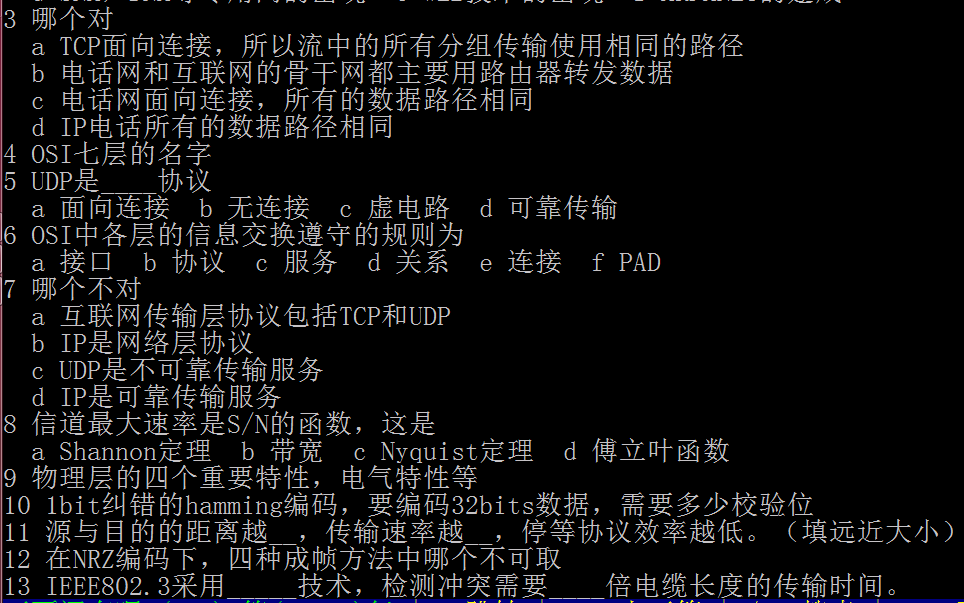 3 哪个对
a TCP面向连接，所以流中的所有分组传输使用相同的路径
b 电话网和互联网的骨干网都主要用路由器转发数据
c 电话网面向连接，所有的数据路径相同
d IP电话所有的数据路径相同
4 OSI七层的名字
5 UDP是____协议
a 面向连接 b 无连接 c 虚电路 d 可靠传输
6 OSI中各层的信息交换遵守的规则为
a 接口 b 协议 c 服务 d 关系 e 连接 f PAD
7 哪个不对
a 互联网传输层协议包括TCP和UDP
b IP是网络层协议
c UDP是不可靠传输服务
d IP是可靠传输服务
8 信道最大速率是S/N的函数，这是
a Shannon定理 b 带宽 c Nyquist定理 d 傅立叶函数
9 物理层的四个重要特性，电气特性等
10 1bit纠错的hamming编码，要编码32bits数据，需要多少校验位
11 源与目的的距离越__，传输速率越__，停等协议效率越低。（填远近大小）
12 在NRZ编码下，四种成帧方法中哪个不可取
13 IEEE802.3采用_____技术，检测冲突需要____倍电缆长度的传输时间。